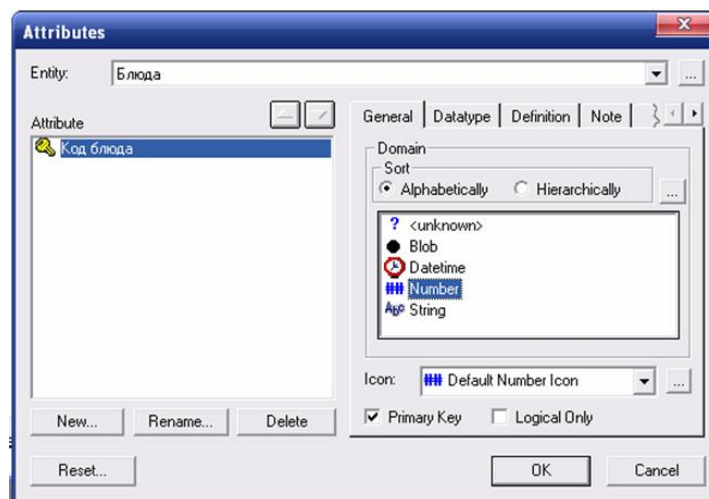 Attributes
Entity: Блюда ...
Attribute
Код блюда
New... Rename... Delete
General Datatype Definition Note
Domain
Sort
Alphabetically Hierarchically ...
? <unknown>
Blob
Datetime
Number
String
Icon: Default Number Icon ...
Primary Key Logical Only
Reset... OK Cancel